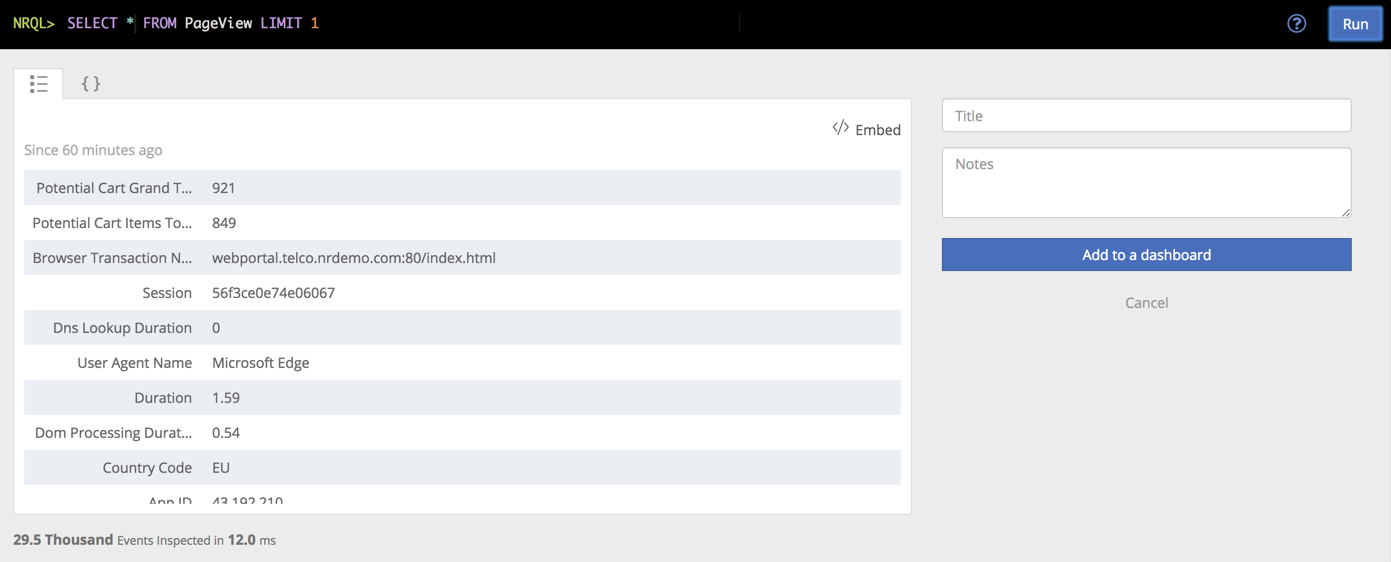 NRQL> SELECT * FROM PageView LIMIT 1
? Run
{ }
</> Embed
Since 60 minutes ago
Potential Cart Grand T... 921
Potential Cart Items To... 849
Browser Transaction N... webportal.telco.nrdemo.com:80/index.html
Session 56f3ce0e74e06067
Dns Lookup Duration 0
User Agent Name Microsoft Edge
Duration 1.59
Dom Processing Durat... 0.54
Country Code EU
App ID 43,192,210
Title
Notes
Add to a dashboard
Cancel
29.5 Thousand Events Inspected in 12.0 ms